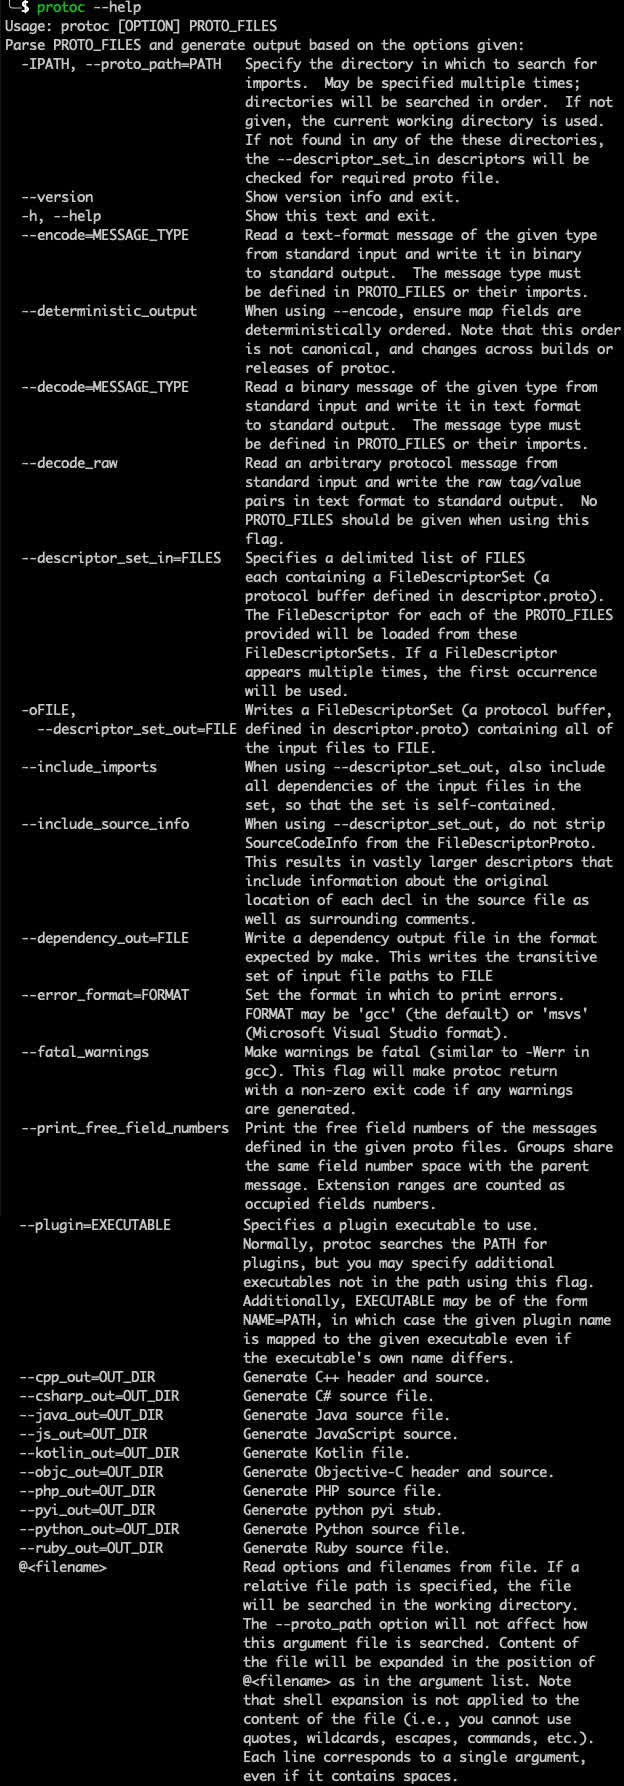 └─$ protoc --help
Usage: protoc [OPTION] PROTO_FILES
Parse PROTO_FILES and generate output based on the options given:
  -IPATH, --proto_path=PATH   Specify the directory in which to search for
                              imports.  May be specified multiple times;
                              directories will be searched in order.  If not
                              given, the current working directory is used.
                              If not found in any of the these directories,
                              the --descriptor_set_in descriptors will be
                              checked for required proto file.
  --version                   Show version info and exit.
  -h, --help                  Show this text and exit.
  --encode=MESSAGE_TYPE       Read a text-format message of the given type
                              from standard input and write it in binary
                              to standard output.  The message type must
                              be defined in PROTO_FILES or their imports.
  --deterministic_output      When using --encode, ensure map fields are
                              deterministically ordered. Note that this order
                              is not canonical, and changes across builds or
                              releases of protoc.
  --decode=MESSAGE_TYPE       Read a binary message of the given type from
                              standard input and write it in text format
                              to standard output.  The message type must
                              be defined in PROTO_FILES or their imports.
  --decode_raw                Read an arbitrary protocol message from
                              standard input and write the raw tag/value
                              pairs in text format to standard output.  No
                              PROTO_FILES should be given when using this
                              flag.
  --descriptor_set_in=FILES   Specifies a delimited list of FILES
                              each containing a FileDescriptorSet (a
                              protocol buffer defined in descriptor.proto).
                              The FileDescriptor for each of the PROTO_FILES
                              provided will be loaded from these
                              FileDescriptorSets. If a FileDescriptor
                              appears multiple times, the first occurrence
                              will be used.
  -oFILE,                     Writes a FileDescriptorSet (a protocol buffer,
    --descriptor_set_out=FILE defined in descriptor.proto) containing all of
                              the input files to FILE.
  --include_imports           When using --descriptor_set_out, also include
                              all dependencies of the input files in the
                              set, so that the set is self-contained.
  --include_source_info       When using --descriptor_set_out, do not strip
                              SourceCodeInfo from the FileDescriptorProto.
                              This results in vastly larger descriptors that
                              include information about the original
                              location of each decl in the source file as
                              well as surrounding comments.
  --dependency_out=FILE       Write a dependency output file in the format
                              expected by make. This writes the transitive
                              set of input file paths to FILE
  --error_format=FORMAT       Set the format in which to print errors.
                              FORMAT may be 'gcc' (the default) or 'msvs'
                              (Microsoft Visual Studio format).
  --fatal_warnings            Make warnings be fatal (similar to -Werr in
                              gcc). This flag will make protoc return
                              with a non-zero exit code if any warnings
                              are generated.
  --print_free_field_numbers  Print the free field numbers of the messages
                              defined in the given proto files. Groups share
                              the same field number space with the parent
                              message. Extension ranges are counted as
                              occupied fields numbers.
  --plugin=EXECUTABLE         Specifies a plugin executable to use.
                              Normally, protoc searches the PATH for
                              plugins, but you may specify additional
                              executables not in the path using this flag.
                              Additionally, EXECUTABLE may be of the form
                              NAME=PATH, in which case the given plugin name
                              is mapped to the given executable even if
                              the executable's own name differs.
  --cpp_out=OUT_DIR           Generate C++ header and source.
  --csharp_out=OUT_DIR        Generate C# source file.
  --java_out=OUT_DIR          Generate Java source file.
  --js_out=OUT_DIR            Generate JavaScript source.
  --kotlin_out=OUT_DIR        Generate Kotlin file.
  --objc_out=OUT_DIR          Generate Objective-C header and source.
  --php_out=OUT_DIR           Generate PHP source file.
  --pyi_out=OUT_DIR           Generate python pyi stub.
  --python_out=OUT_DIR        Generate Python source file.
  --ruby_out=OUT_DIR          Generate Ruby source file.
  @<filename>                 Read options and filenames from file. If a
                              relative file path is specified, the file
                              will be searched in the working directory.
                              The --proto_path option will not affect how
                              this argument file is searched. Content of
                              the file will be expanded in the position of
                              @<filename> as in the argument list. Note
                              that shell expansion is not applied to the
                              content of the file (i.e., you cannot use
                              quotes, wildcards, escapes, commands, etc.).
                              Each line corresponds to a single argument,
                              even if it contains spaces.